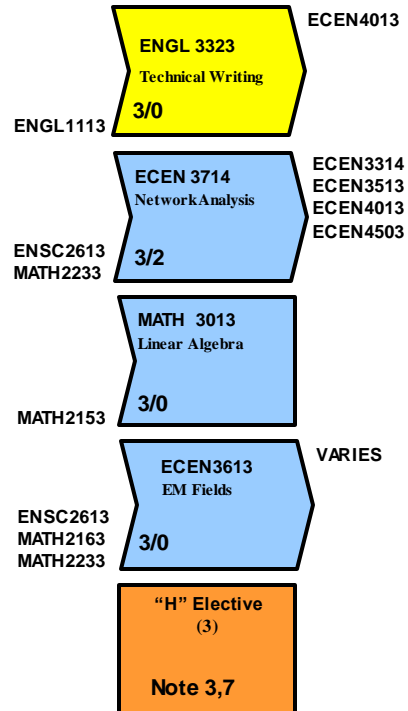 ECEN4013
ENGL 3323
Technical Writing
3/0
ENGL1113
ECEN 3714
Network Analysis
3/2
ECEN3314
ECEN3513
ECEN4013
ECEN4503
ENSC2613
MATH2233
MATH 3013
Linear Algebra
3/0
MATH2153
ECEN3613
EM Fields
3/0
VARIES
ENSC2613
MATH2163
MATH2233
“H” Elective
(3)
Note 3,7